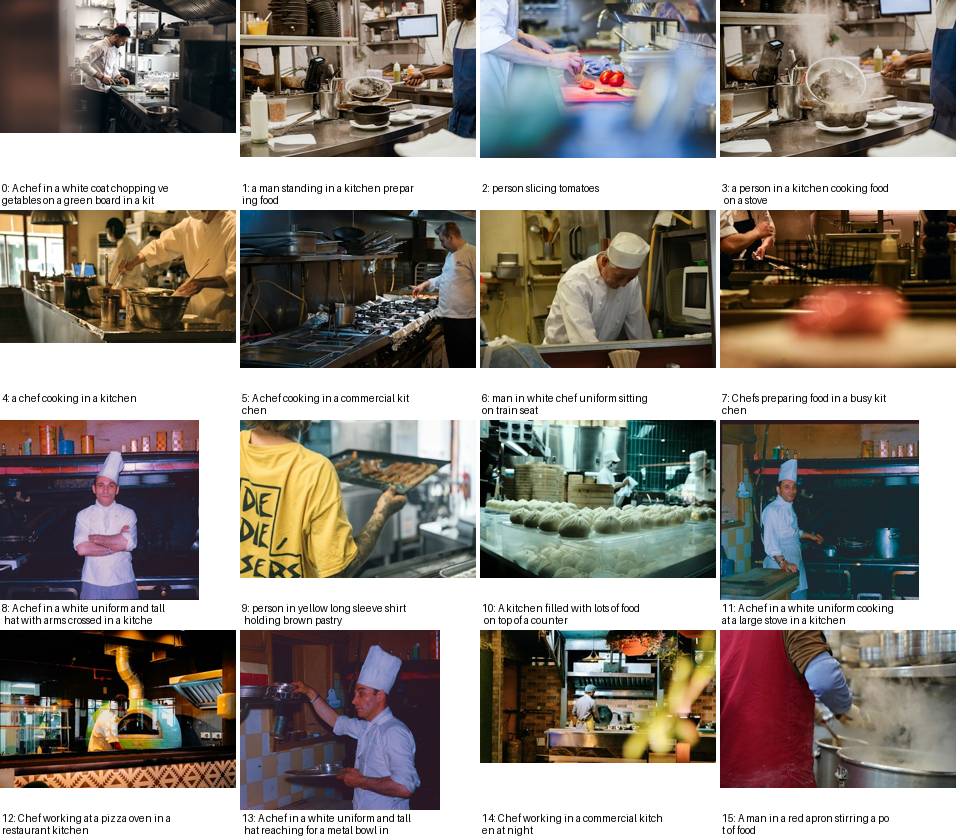 0: A chef in a white coat chopping ve
getables on a green board in a kit
1: a man standing in a kitchen prepar
ing food
2: person slicing tomatoes
3: a person in a kitchen cooking food
on a stove
4: a chef cooking in a kitchen
5: A chef cooking in a commercial kit
chen
6: man in white chef uniform sitting
on train seat
7: Chefs preparing food in a busy kit
chen
DIE
DIE,
SERS
8: A chef in a white uniform and tall
hat with arms crossed in a kitche
9: person in yellow long sleeve shirt
holding brown pastry
10: A kitchen filled with lots of food
on top of a counter
11: A chef in a white uniform cooking
at a large stove in a kitchen
12: Chef working at a pizza oven in a
restaurant kitchen
13: A chef in a white uniform and tall
hat reaching for a metal bowl in
14: Chef working in a commercial kitch
en at night
15: A man in a red apron stirring a po
t of food